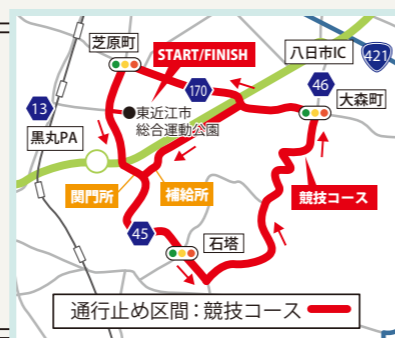 芝原町
START/FINISH
八日市IC
421
170
46
大森町
13
東近江市
総合運動公園
黒丸PA
関門所
補給所
競技コース
45
石塔
通行止め区間:競技コース